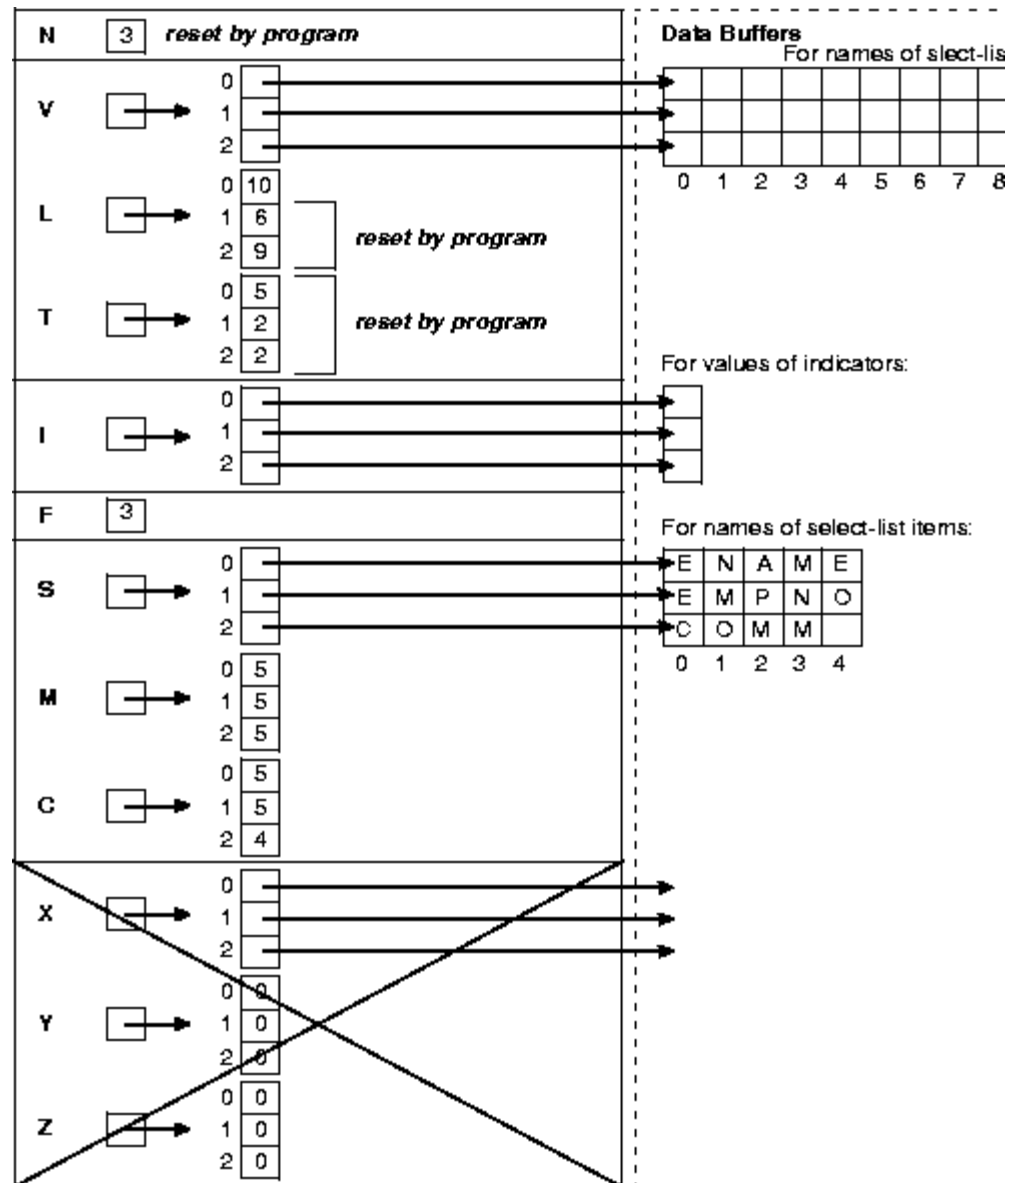 N 3 reset by program
Data Buffers
For names of slect-lis
V
0
1
2
0 1 2 3 4 5 6 7 8
L
0 10
1 6
2 9
reset by program
T
0 5
1 2
2 2
reset by program
For values of indicators:
I
0
1
2
F 3
For names of select-list items:
S
0
1
2
E N A M E
E M P N O
C O M M
0 1 2 3 4
M
0 5
1 5
2 5
C
0 5
1 5
2 4
X
0
1
2
Y
0 0
1 0
2 0
Z
0 0
1 0
2 0